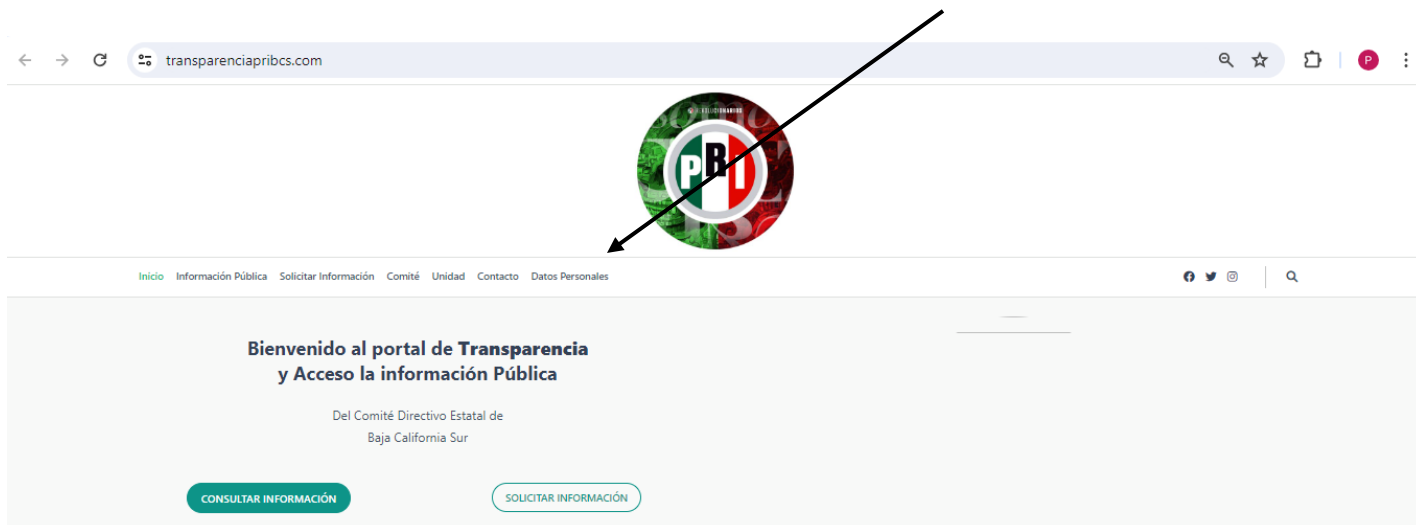 transparenciapribcs.com
P
PRI
Inicio Información Pública Solicitar Información Comité Unidad Contacto Datos Personales
Bienvenido al portal de Transparencia
y Acceso la información Pública
Del Comité Directivo Estatal de
Baja California Sur
CONSULTAR INFORMACIÓN
SOLICITAR INFORMACIÓN